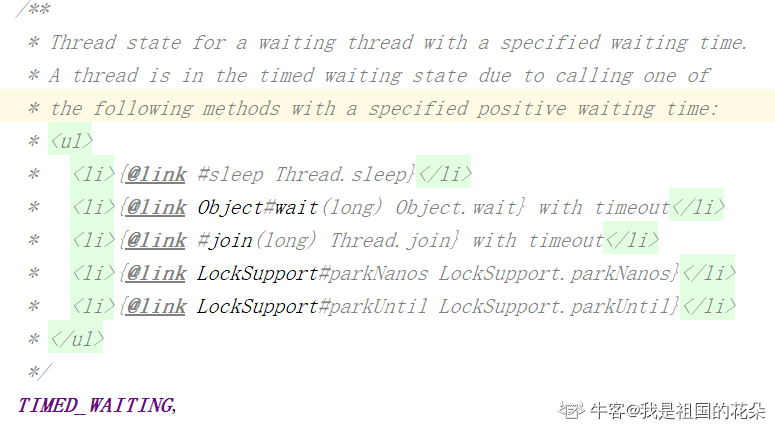 /**
* Thread state for a waiting thread with a specified waiting time.
* A thread is in the timed waiting state due to calling one of
* the following methods with a specified positive waiting time:
* <ul>
*   <li>{@link #sleep Thread.sleep}</li>
*   <li>{@link Object#wait(long) Object.wait} with timeout</li>
*   <li>{@link #join(long) Thread.join} with timeout</li>
*   <li>{@link LockSupport#parkNanos LockSupport.parkNanos}</li>
*   <li>{@link LockSupport#parkUntil LockSupport.parkUntil}</li>
* </ul>
*/
TIMED_WAITING,
牛客@我是祖国的花朵